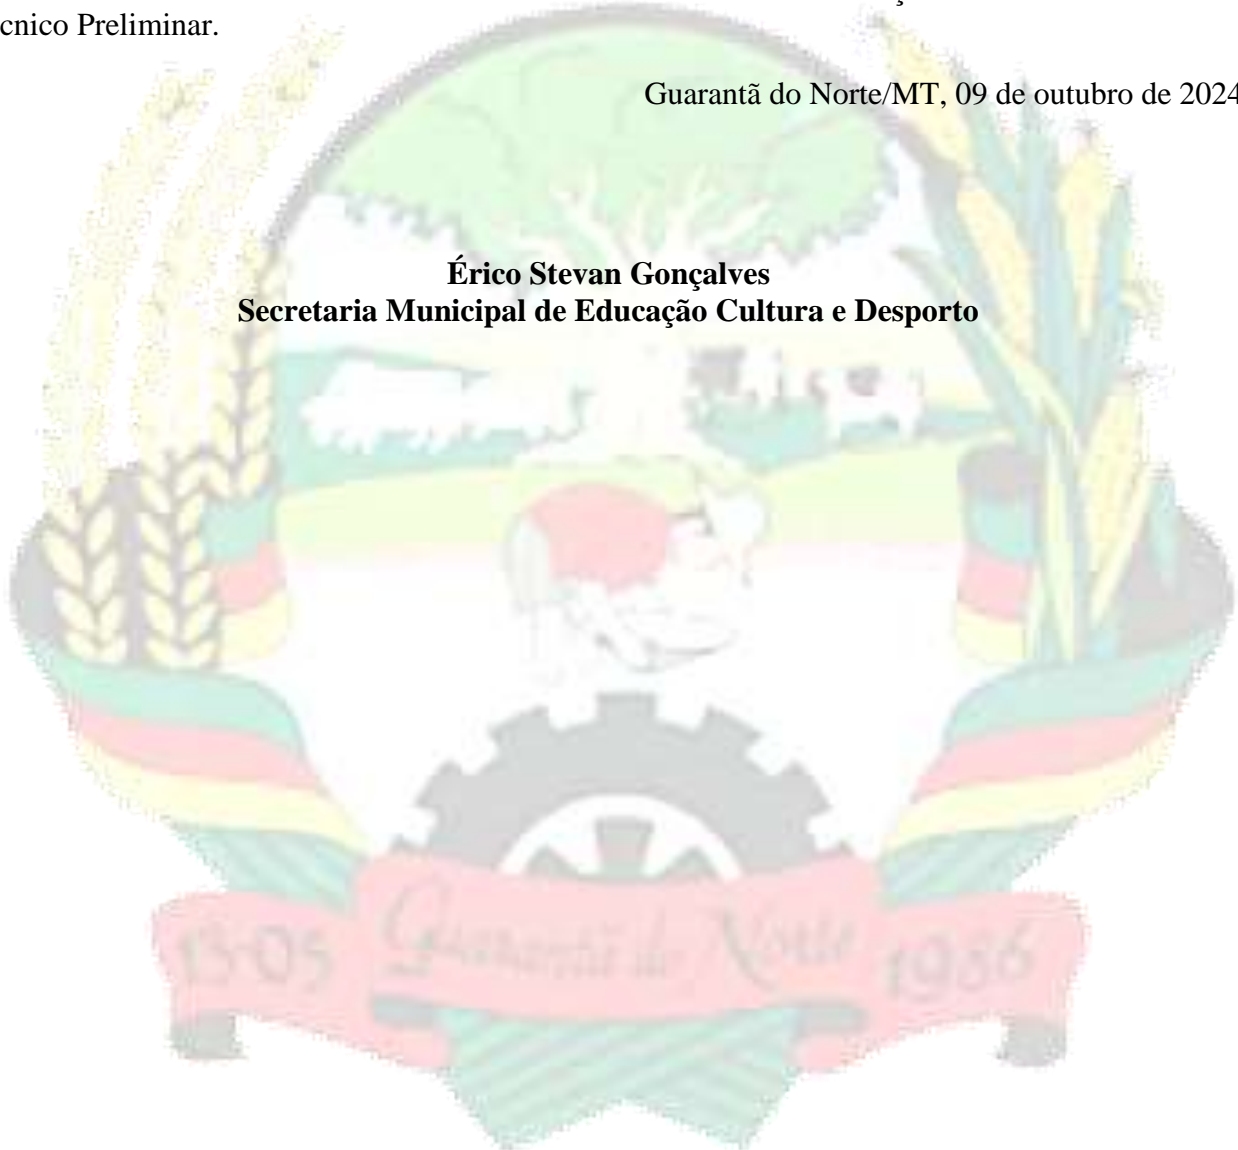 cnico Preliminar.
Guarantã do Norte/MT, 09 de outubro de 2024
Érico Stevan Gonçalves
Secretaria Municipal de Educação Cultura e Desporto
13-05 Guarantã do Norte 1986